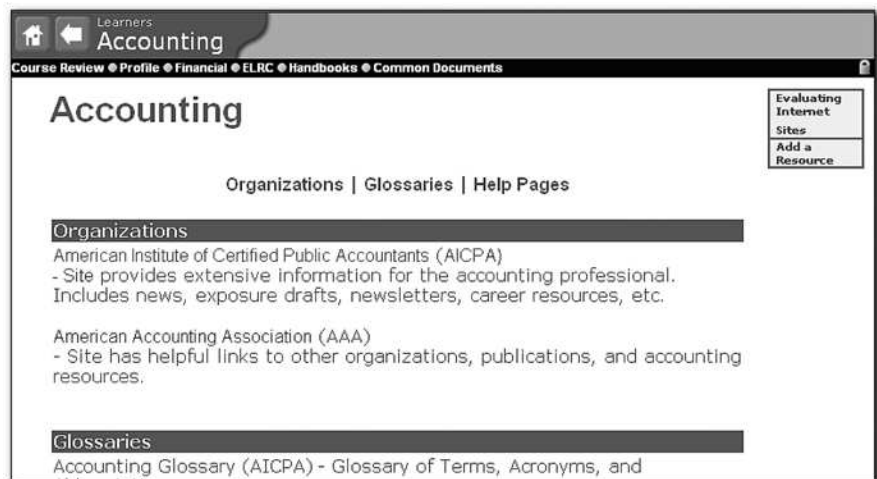 Learners
Accounting
Course Review ● Profile ● Financial ● ELRC ● Handbooks ● Common Documents
Accounting
Evaluating
Internet
Sites
Add a
Resource
Organizations | Glossaries | Help Pages
Organizations
American Institute of Certified Public Accountants (AICPA)
- Site provides extensive information for the accounting professional.
Includes news, exposure drafts, newsletters, career resources, etc.
American Accounting Association (AAA)
- Site has helpful links to other organizations, publications, and accounting
resources.
Glossaries
Accounting Glossary (AICPA) - Glossary of Terms, Acronyms, and